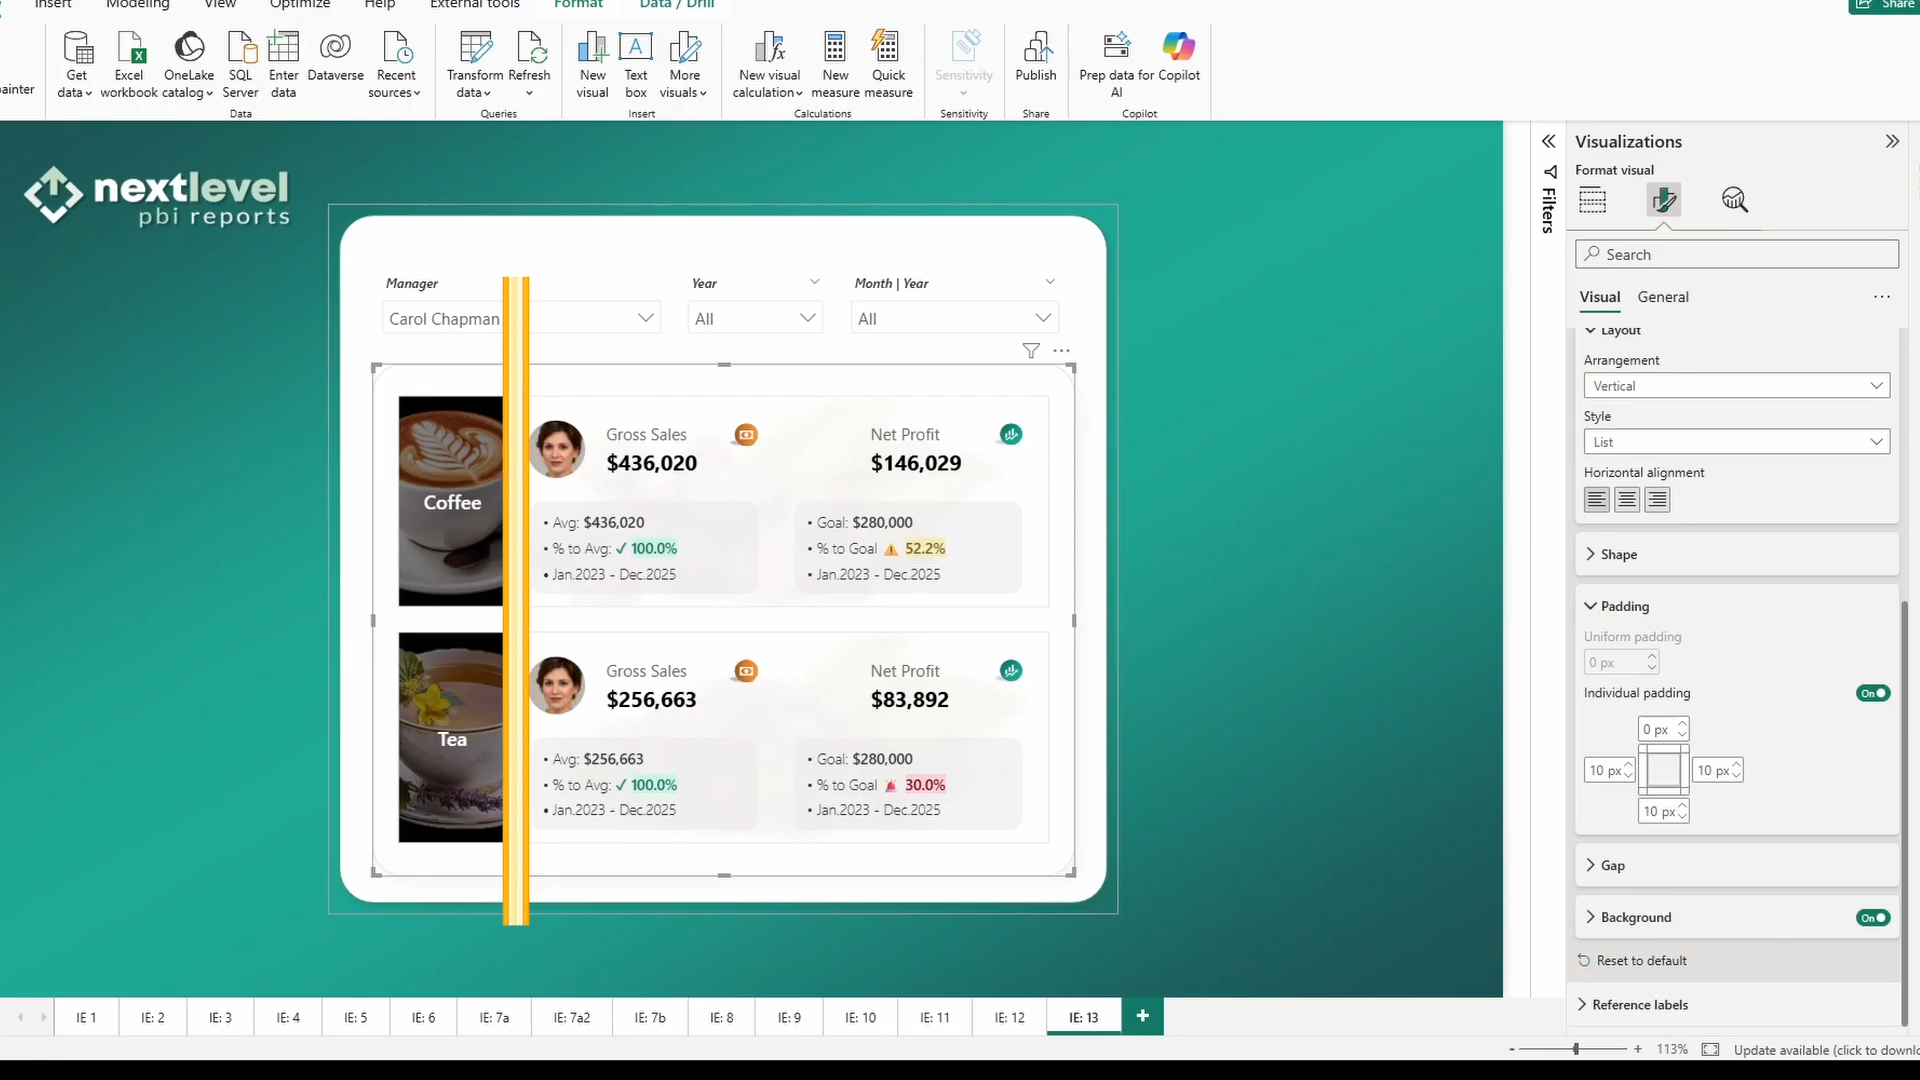 Insert Modeling View Optimize Help External tools Format Data / Drill Share
ainter
Get data
Excel workbook
OneLake catalog
SQL Server
Enter data
Dataverse
Recent sources
Transform data
Refresh
New visual
Text box
More visuals
New visual calculation
New measure
Quick measure
Sensitivity
Publish
Prep data for AI
Copilot
Data
Queries
Insert
Calculations
Sensitivity
Share
Copilot
nextlevel
pbi reports
Manager
Carol Chapman
Year
All
Month | Year
All
Coffee
Gross Sales
$436,020
Net Profit
$146,029
• Avg: $436,020
• % to Avg: ✓ 100.0%
• Jan.2023 - Dec.2025
• Goal: $280,000
• % to Goal ⚠ 52.2%
• Jan.2023 - Dec.2025
Tea
Gross Sales
$256,663
Net Profit
$83,892
• Avg: $256,663
• % to Avg: ✓ 100.0%
• Jan.2023 - Dec.2025
• Goal: $280,000
• % to Goal 🚨 30.0%
• Jan.2023 - Dec.2025
Filters
Visualizations
Format visual
Search
Visual General
Layout
Arrangement
Vertical
Style
List
Horizontal alignment
Shape
Padding
Uniform padding
0 px
Individual padding
On
0 px
10 px
10 px
10 px
Gap
Background
On
Reset to default
Reference labels
IE 1
IE: 2
IE: 3
IE: 4
IE: 5
IE: 6
IE: 7a
IE: 7a2
IE: 7b
IE: 8
IE: 9
IE: 10
IE: 11
IE: 12
IE: 13
+
- + 113%
Update available (click to downlo